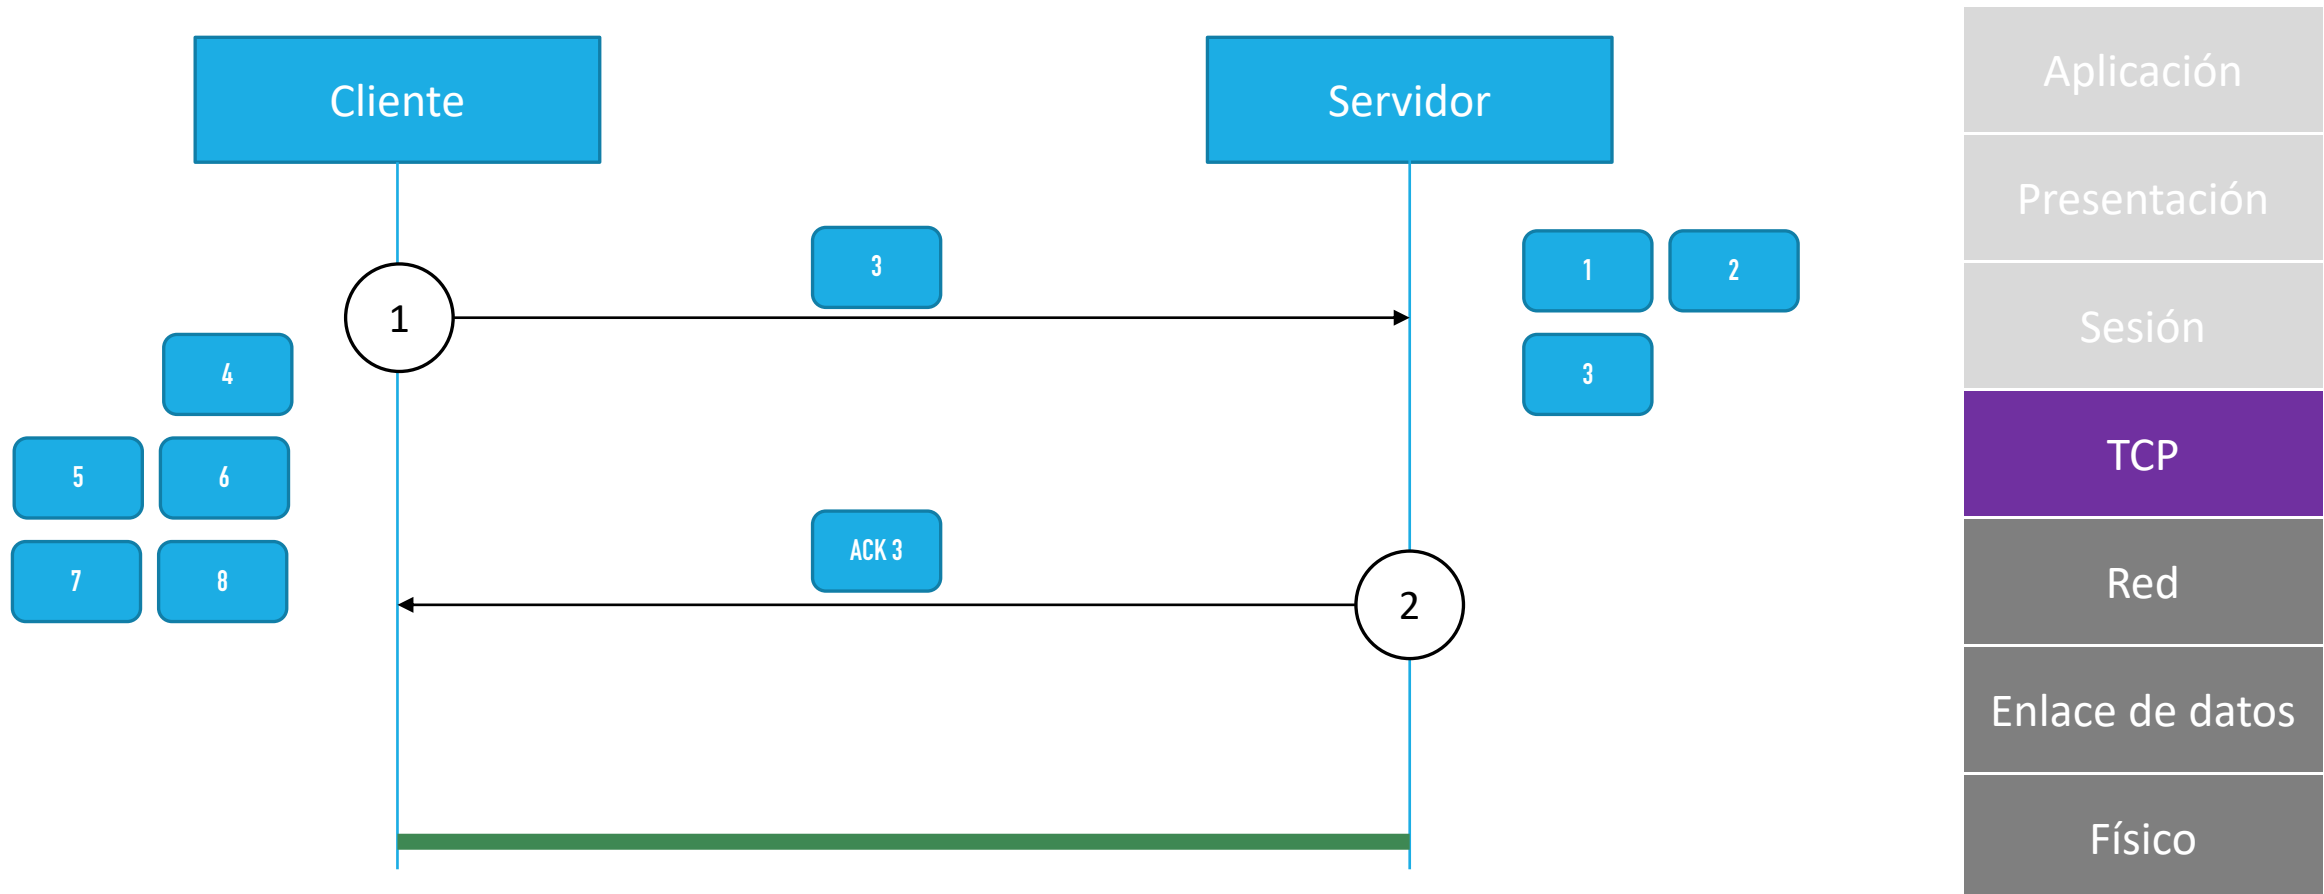 Cliente
Servidor
3
1
2
1
3
4
5
6
7
8
ACK 3
2
Aplicación
Presentación
Sesión
TCP
Red
Enlace de datos
Físico